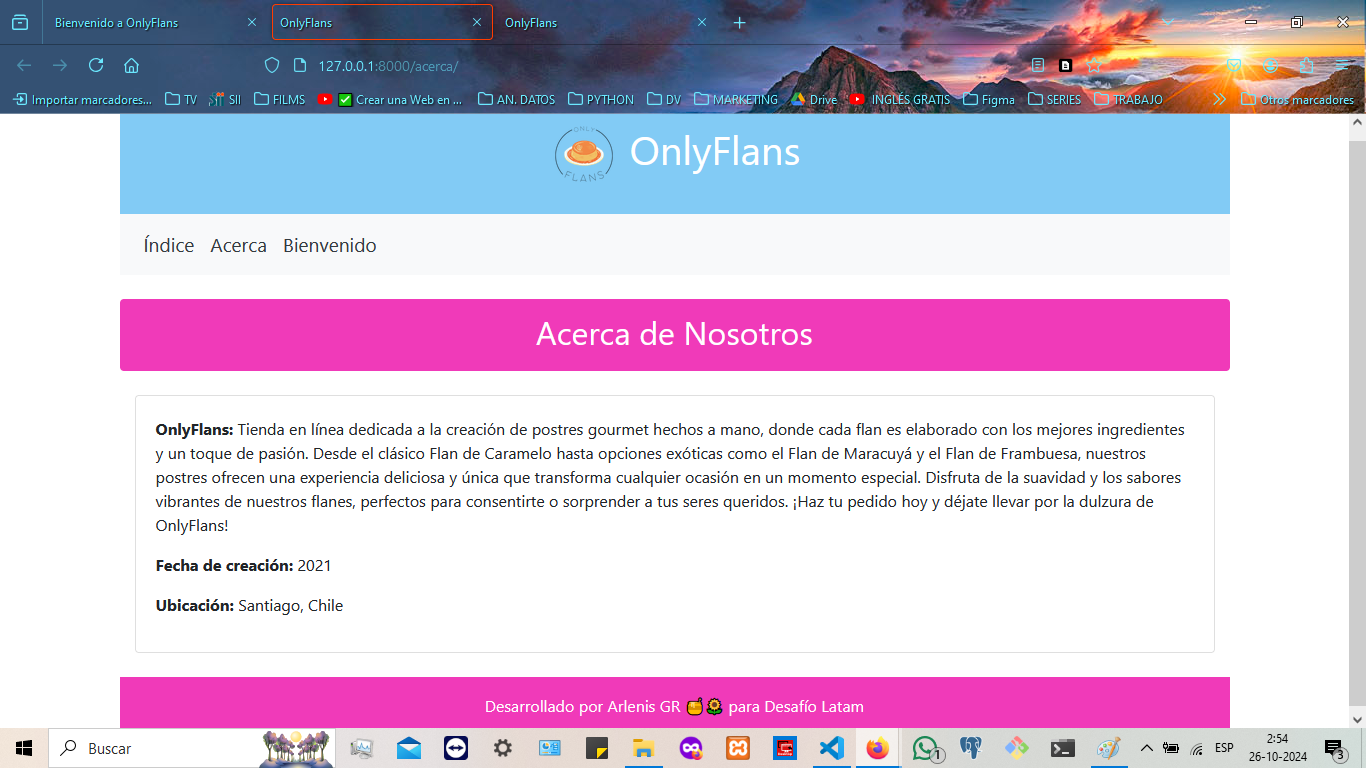 Bienvenido a OnlyFlans
OnlyFlans
OnlyFlans
127.0.0.1:8000/acerca/
Importar marcadores... TV SII FILMS Crear una Web en ... AN. DATOS PYTHON DV MARKETING Drive INGLÉS GRATIS Figma SERIES TRABAJO Otros marcadores
ONLY
FLANS
OnlyFlans
Índice Acerca Bienvenido
Acerca de Nosotros
OnlyFlans: Tienda en línea dedicada a la creación de postres gourmet hechos a mano, donde cada flan es elaborado con los mejores ingredientes
y un toque de pasión. Desde el clásico Flan de Caramelo hasta opciones exóticas como el Flan de Maracuyá y el Flan de Frambuesa, nuestros
postres ofrecen una experiencia deliciosa y única que transforma cualquier ocasión en un momento especial. Disfruta de la suavidad y los sabores
vibrantes de nuestros flanes, perfectos para consentirte o sorprender a tus seres queridos. ¡Haz tu pedido hoy y déjate llevar por la dulzura de
OnlyFlans!
Fecha de creación: 2021
Ubicación: Santiago, Chile
Desarrollado por Arlenis GR 🍯🌻 para Desafío Latam
Buscar
1
ESP
2:54
26-10-2024
3